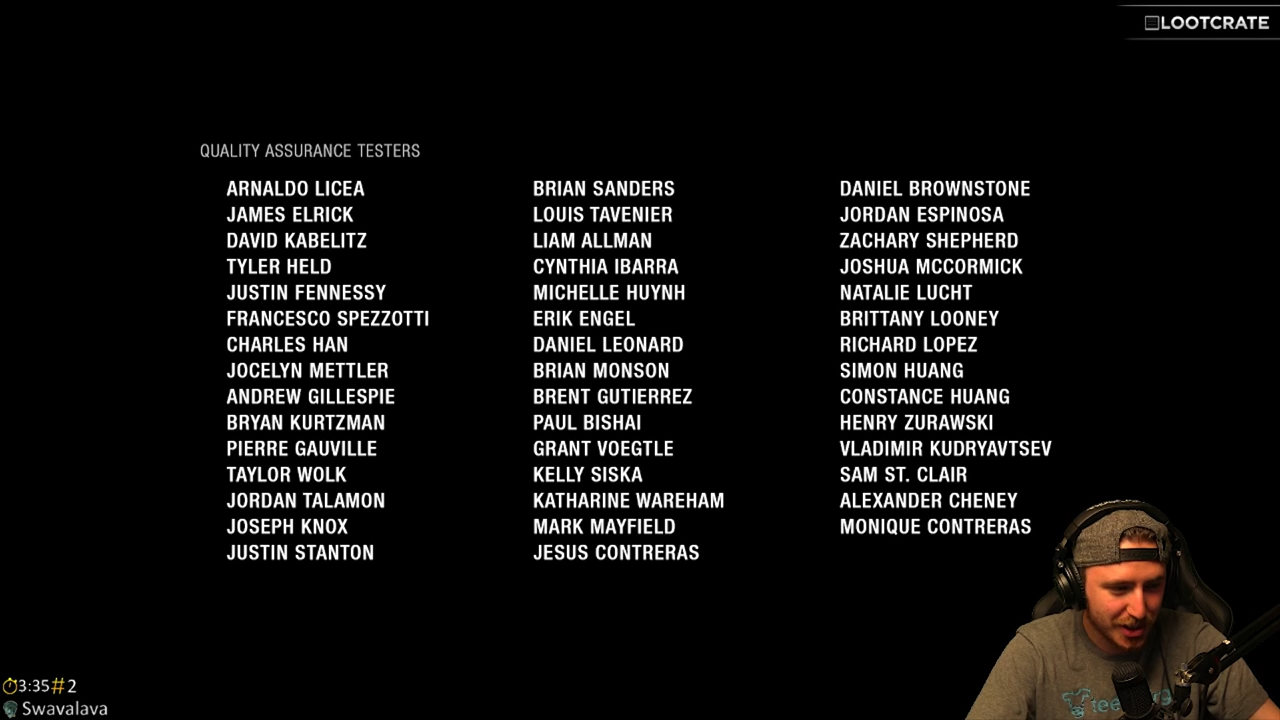 LOOTCRATE
QUALITY ASSURANCE TESTERS
ARNALDO LICEA
JAMES ELRICK
DAVID KABELITZ
TYLER HELD
JUSTIN FENNESSY
FRANCESCO SPEZZOTTI
CHARLES HAN
JOCELYN METTLER
ANDREW GILLESPIE
BRYAN KURTZMAN
PIERRE GAUVILLE
TAYLOR WOLK
JORDAN TALAMON
JOSEPH KNOX
JUSTIN STANTON
BRIAN SANDERS
LOUIS TAVENIER
LIAM ALLMAN
CYNTHIA IBARRA
MICHELLE HUYNH
ERIK ENGEL
DANIEL LEONARD
BRIAN MONSON
BRENT GUTIERREZ
PAUL BISHAI
GRANT VOEGTLE
KELLY SISKA
KATHARINE WAREHAM
MARK MAYFIELD
JESUS CONTRERAS
DANIEL BROWNSTONE
JORDAN ESPINOSA
ZACHARY SHEPHERD
JOSHUA MCCORMICK
NATALIE LUCHT
BRITTANY LOONEY
RICHARD LOPEZ
SIMON HUANG
CONSTANCE HUANG
HENRY ZURAWSKI
VLADIMIR KUDRYAVTSEV
SAM ST. CLAIR
ALEXANDER CHENEY
MONIQUE CONTRERAS
3:35#2
Swavalava